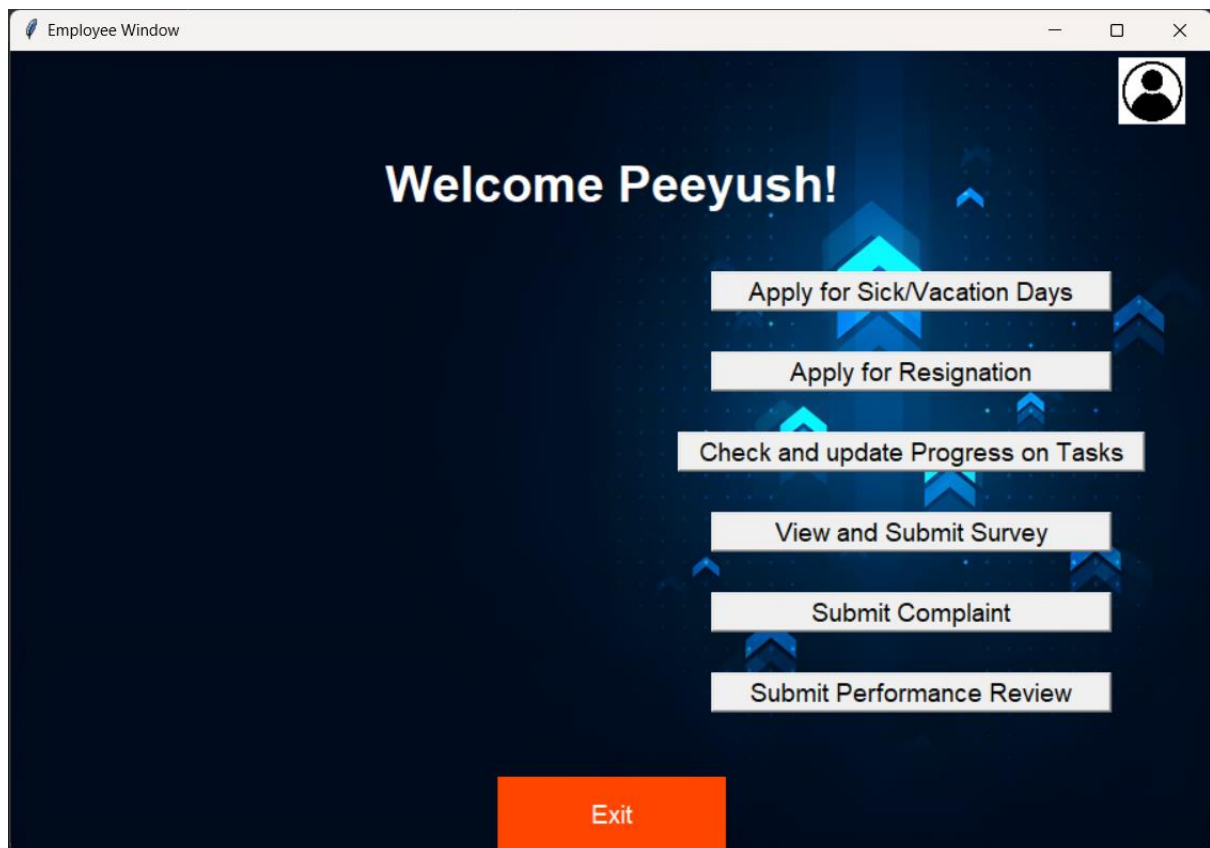 Employee Window
Welcome Peeyush!
Apply for Sick/Vacation Days
Apply for Resignation
Check and update Progress on Tasks
View and Submit Survey
Submit Complaint
Submit Performance Review
Exit